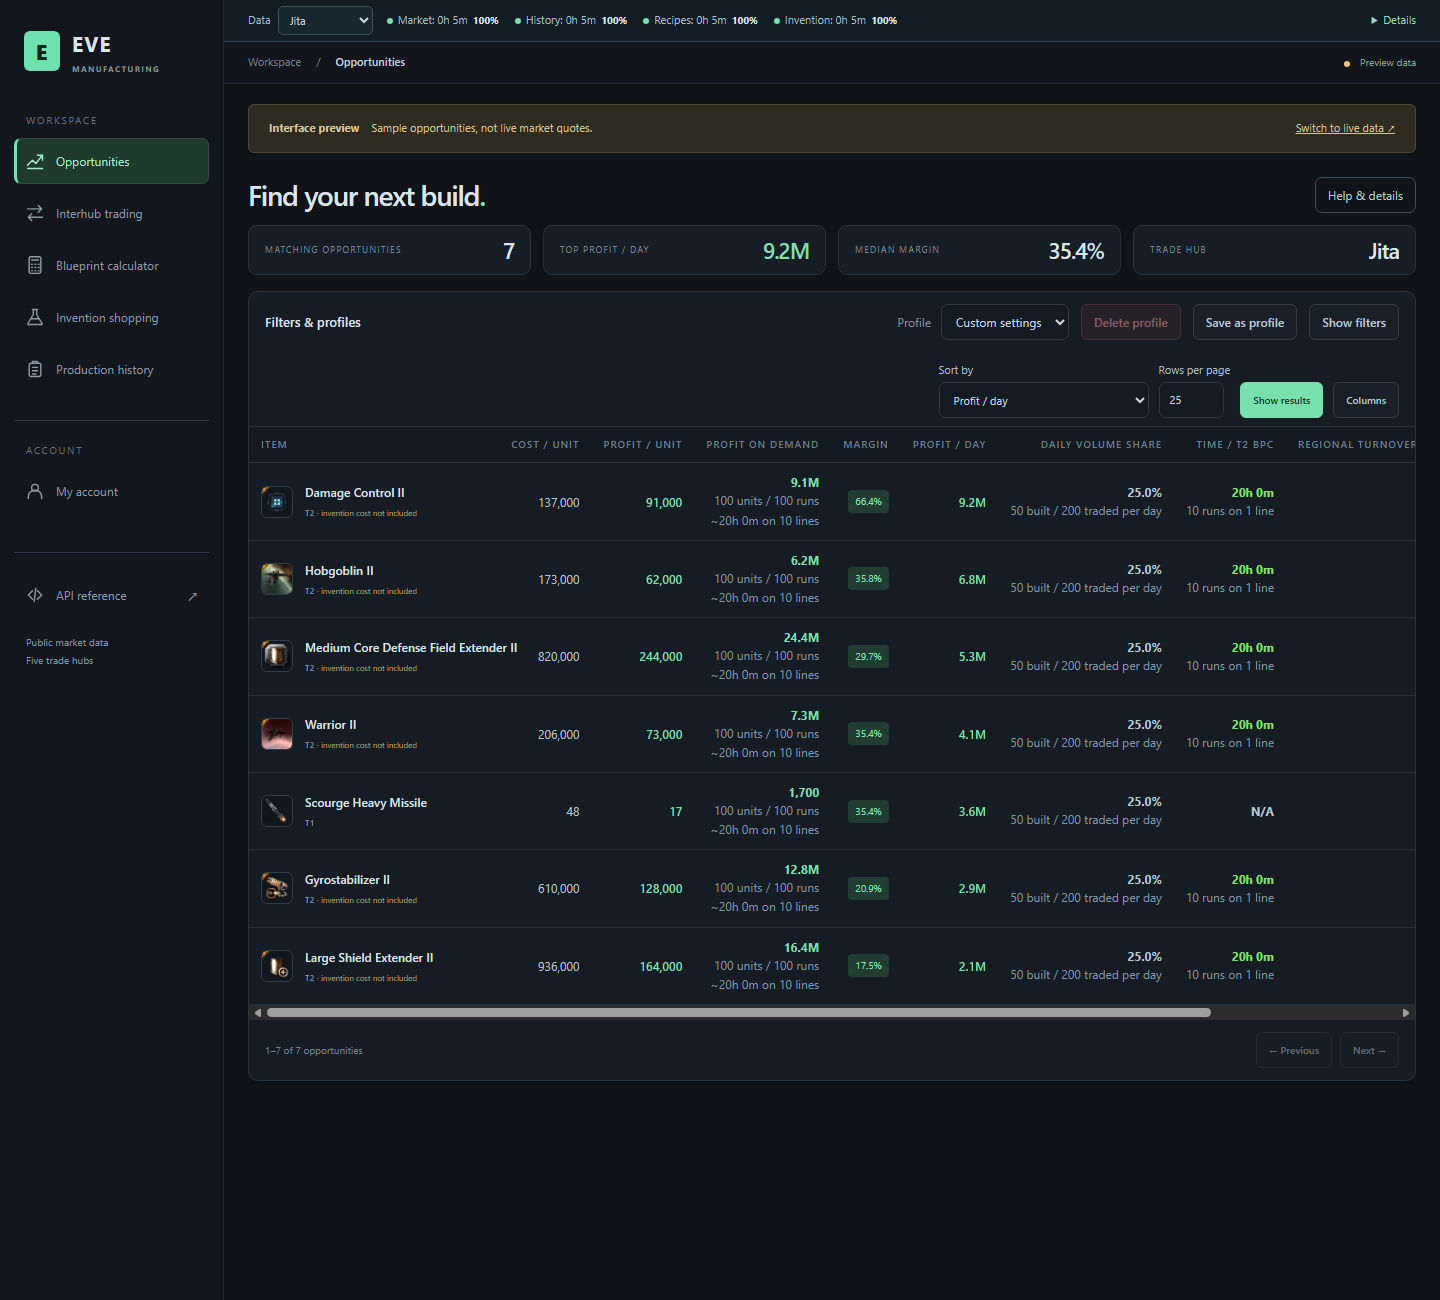 E
EVE
MANUFACTURING
WORKSPACE
Opportunities
Interhub trading
Blueprint calculator
Invention shopping
Production history
ACCOUNT
My account
API reference ↗
Public market data
Five trade hubs
Data Jita Market: 0h 5m 100% History: 0h 5m 100% Recipes: 0h 5m 100% Invention: 0h 5m 100% ▶ Details
Workspace / Opportunities Preview data
Interface preview Sample opportunities, not live market quotes. Switch to live data ↗
Find your next build. Help & details
MATCHING OPPORTUNITIES 7 TOP PROFIT / DAY 9.2M MEDIAN MARGIN 35.4% TRADE HUB Jita
Filters & profiles Profile Custom settings Delete profile Save as profile Show filters
Sort by Rows per page
Profit / day 25 Show results Columns
ITEM COST / UNIT PROFIT / UNIT PROFIT ON DEMAND MARGIN PROFIT / DAY DAILY VOLUME SHARE TIME / T2 BPC REGIONAL TURNOVER
Damage Control II
T2 · invention cost not included
137,000 91,000
9.1M
100 units / 100 runs
~20h 0m on 10 lines
66.4% 9.2M
25.0%
50 built / 200 traded per day
20h 0m
10 runs on 1 line
Hobgoblin II
T2 · invention cost not included
173,000 62,000
6.2M
100 units / 100 runs
~20h 0m on 10 lines
35.8% 6.8M
25.0%
50 built / 200 traded per day
20h 0m
10 runs on 1 line
Medium Core Defense Field Extender II
T2 · invention cost not included
820,000 244,000
24.4M
100 units / 100 runs
~20h 0m on 10 lines
29.7% 5.3M
25.0%
50 built / 200 traded per day
20h 0m
10 runs on 1 line
Warrior II
T2 · invention cost not included
206,000 73,000
7.3M
100 units / 100 runs
~20h 0m on 10 lines
35.4% 4.1M
25.0%
50 built / 200 traded per day
20h 0m
10 runs on 1 line
Scourge Heavy Missile
T1
48 17
1,700
100 units / 100 runs
~20h 0m on 10 lines
35.4% 3.6M
25.0%
50 built / 200 traded per day
N/A
Gyrostabilizer II
T2 · invention cost not included
610,000 128,000
12.8M
100 units / 100 runs
~20h 0m on 10 lines
20.9% 2.9M
25.0%
50 built / 200 traded per day
20h 0m
10 runs on 1 line
Large Shield Extender II
T2 · invention cost not included
936,000 164,000
16.4M
100 units / 100 runs
~20h 0m on 10 lines
17.5% 2.1M
25.0%
50 built / 200 traded per day
20h 0m
10 runs on 1 line
1–7 of 7 opportunities ← Previous Next →